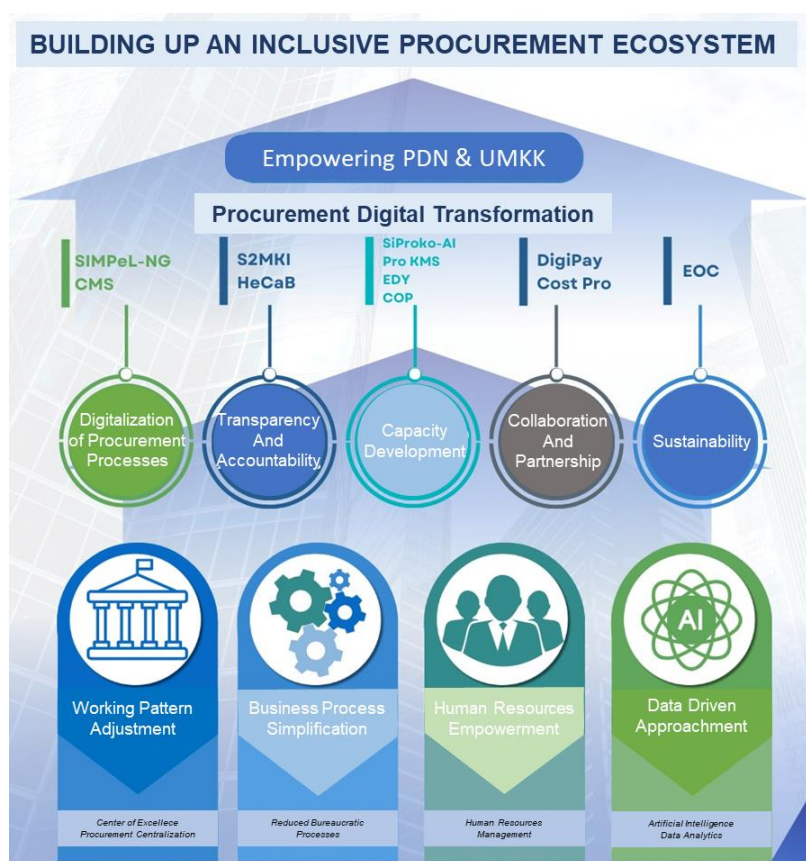 BUILDING UP AN INCLUSIVE PROCUREMENT ECOSYSTEM
Empowering PDN & UMKK
Procurement Digital Transformation
SIMPeL-NG
CMS
S2MKI
HeCaB
SiProko-AI
Pro KMS
EDY
COP
DigiPay
Cost Pro
EOC
Digitalization
of Procurement
Processes
Transparency
And
Accountability
Capacity
Development
Collaboration
And
Partnership
Sustainability
Working Pattern
Adjustment
Business Process
Simplification
Human Resources
Empowerment
AI
Data Driven
Approachment
Center of Excellece
Procurement Centralization
Reduced Bureaucratic
Processes
Human Resources
Management
Artificial Intelligence
Data Analytics